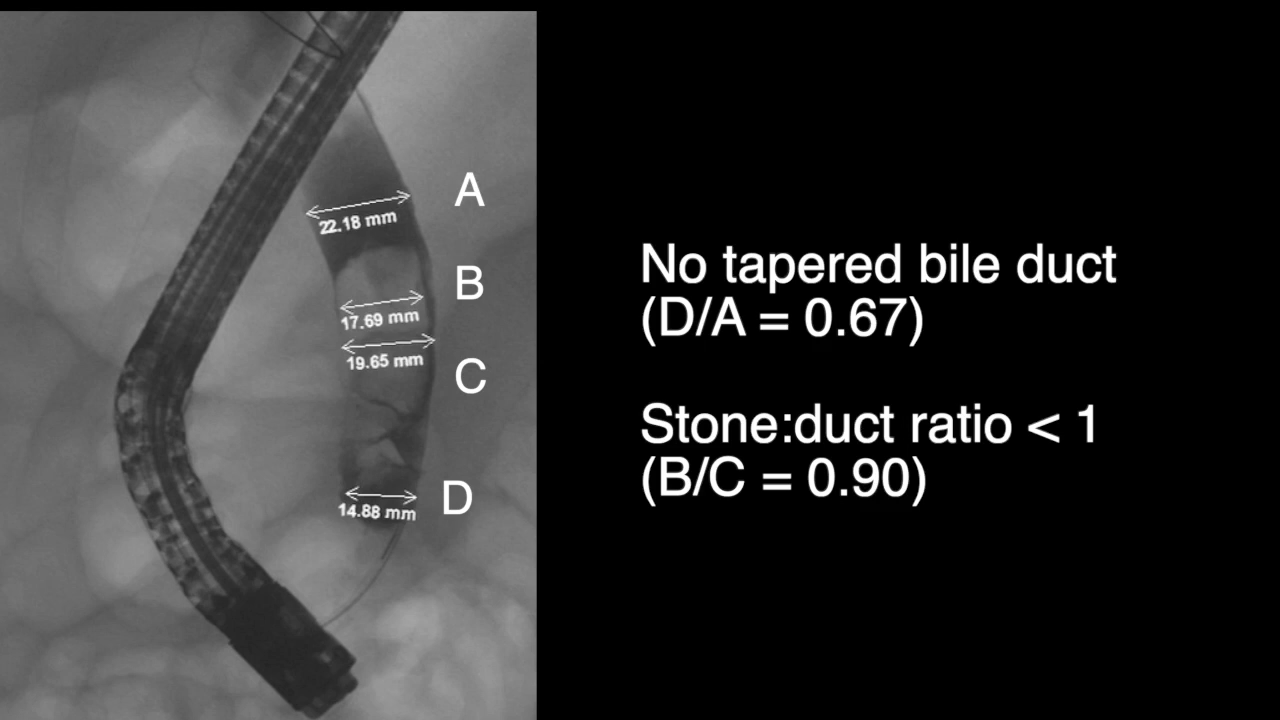 A
22.18 mm
B
17.69 mm
19.65 mm
C
D
14.88 mm
No tapered bile duct
(D/A = 0.67)
Stone:duct ratio < 1
(B/C = 0.90)